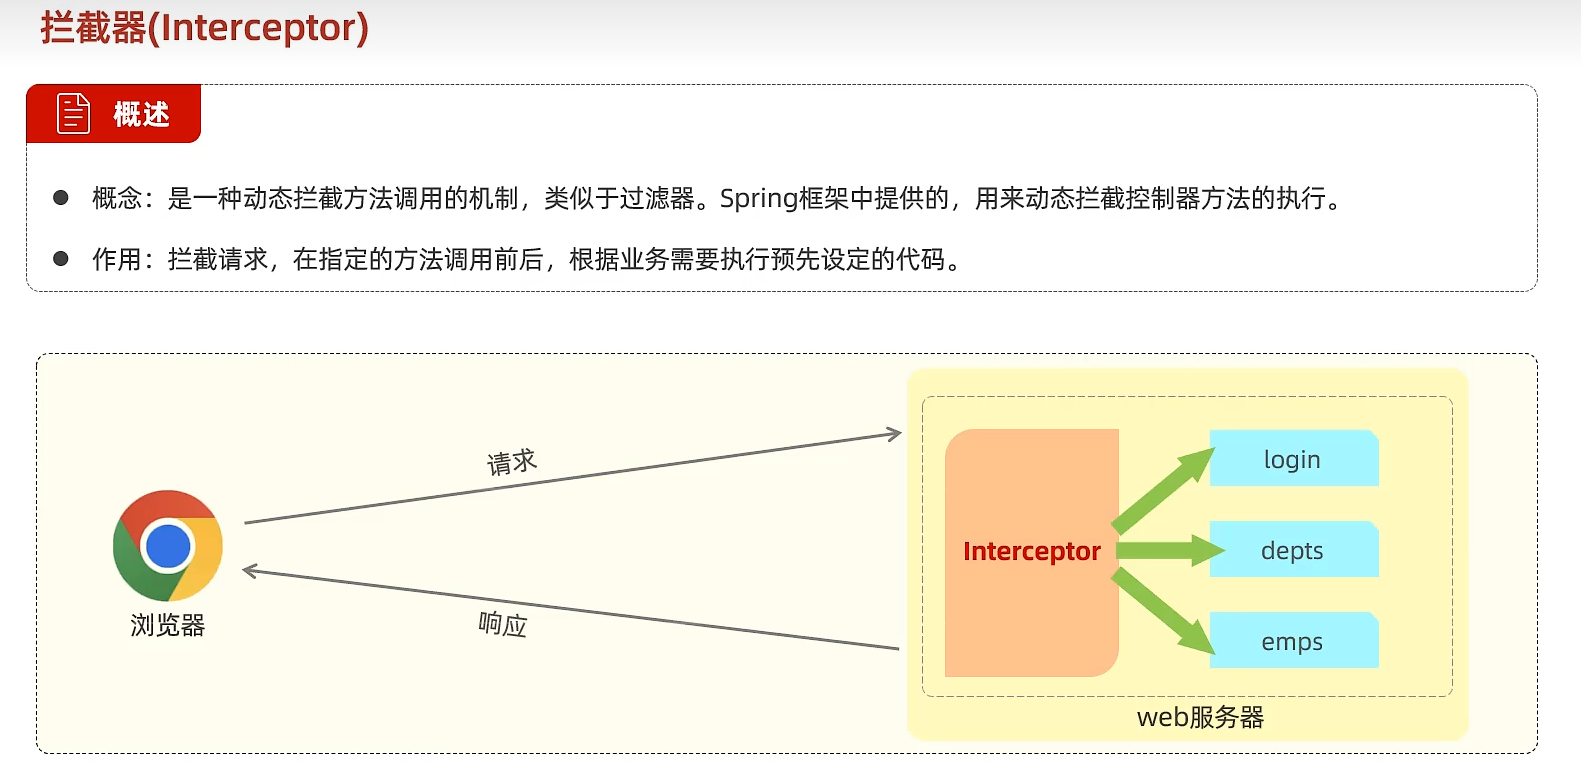 拦截器(Interceptor)
概述
概念：是一种动态拦截方法调用的机制，类似于过滤器。Spring框架中提供的，用来动态拦截控制器方法的执行。
作用：拦截请求，在指定的方法调用前后，根据业务需要执行预先设定的代码。
请求
login
Interceptor
depts
浏览器
响应
emps
web服务器